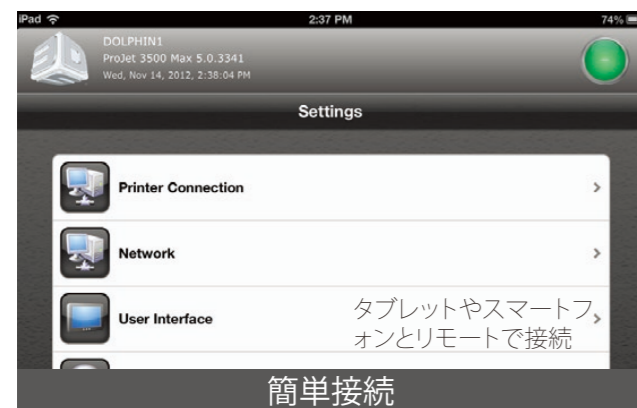 iPad 2:37 PM 74%
DOLPHIN1
ProJet 3500 Max 5.0.3341
Wed, Nov 14, 2012, 2:38:04 PM
Settings
Printer Connection
Network
User Interface
タブレットやスマートフ
ォンとリモートで接続
簡単接続